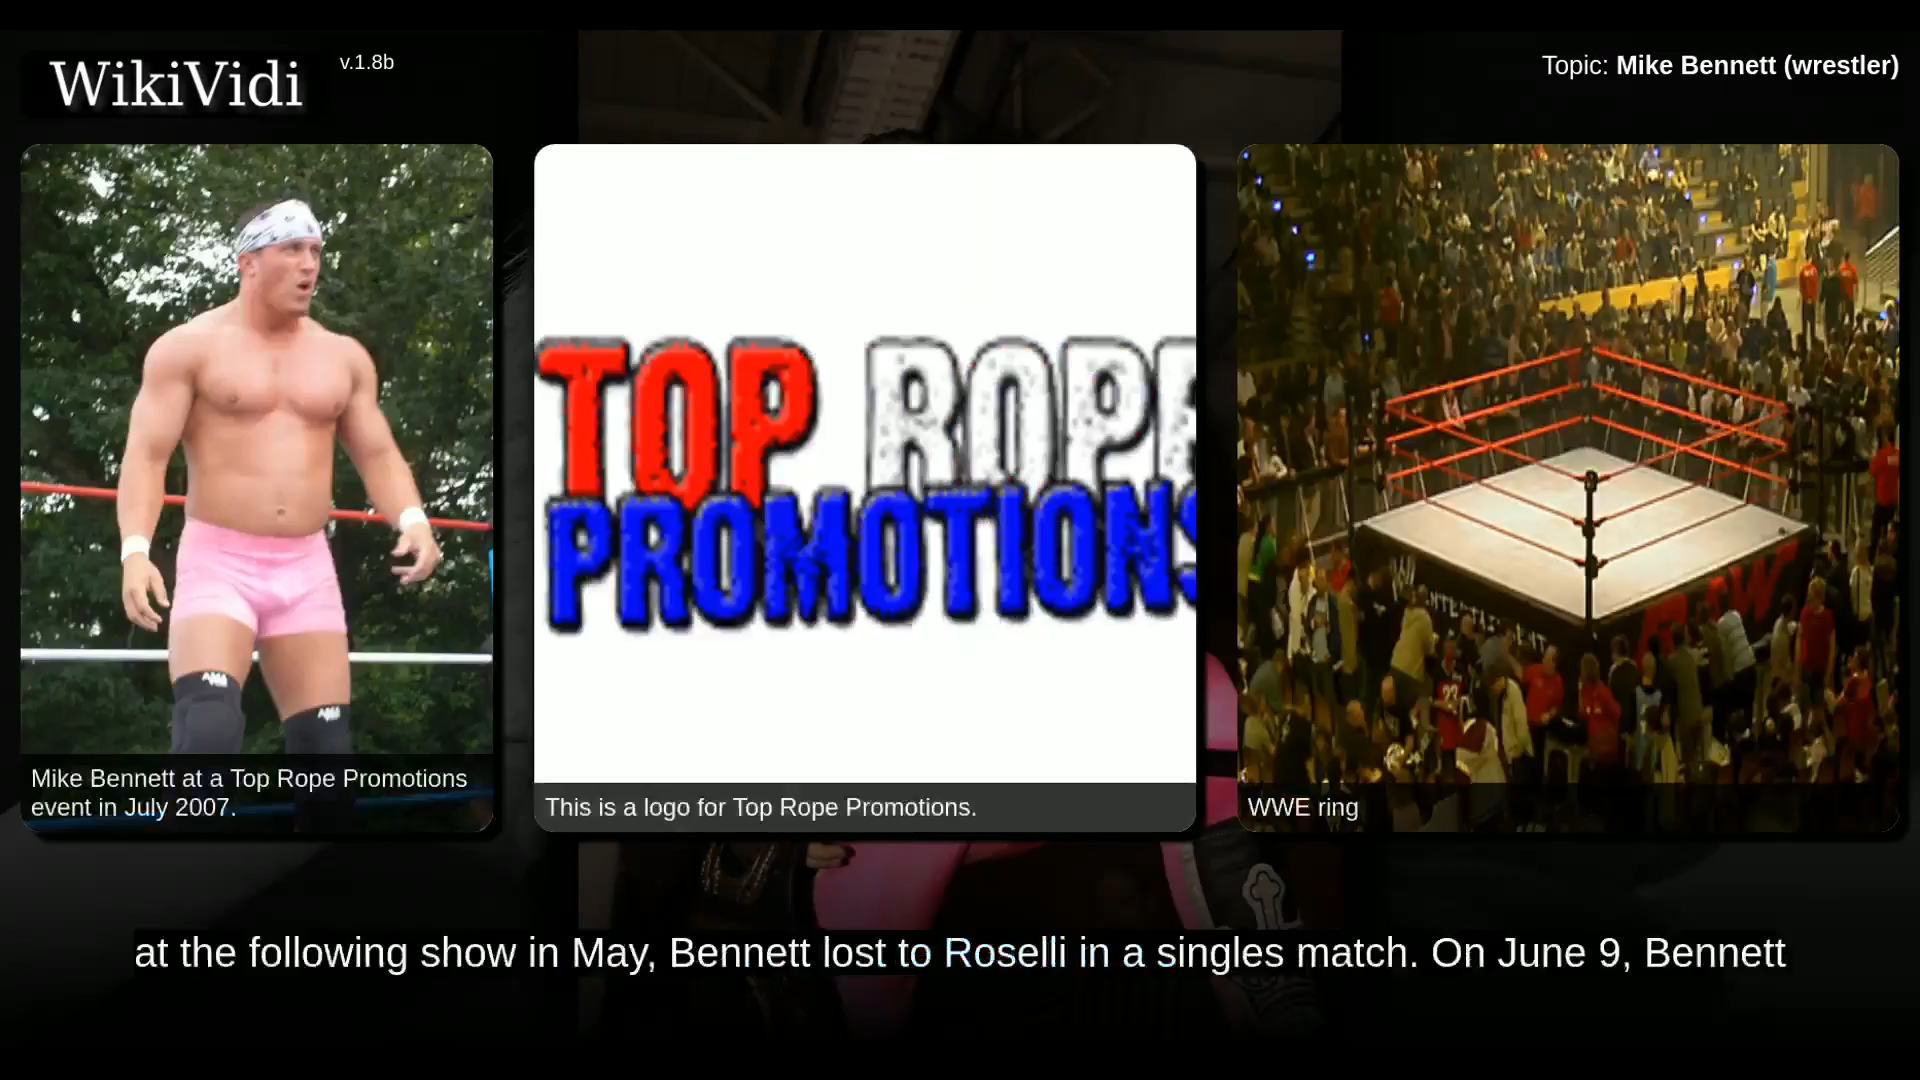 WikiVidi
v.1.8b
Topic: Mike Bennett (wrestler)
TOP ROPE
PROMOTIONS
Mike Bennett at a Top Rope Promotions
event in July 2007.
This is a logo for Top Rope Promotions.
WWE ring
at the following show in May, Bennett lost to Roselli in a singles match. On June 9, Bennett